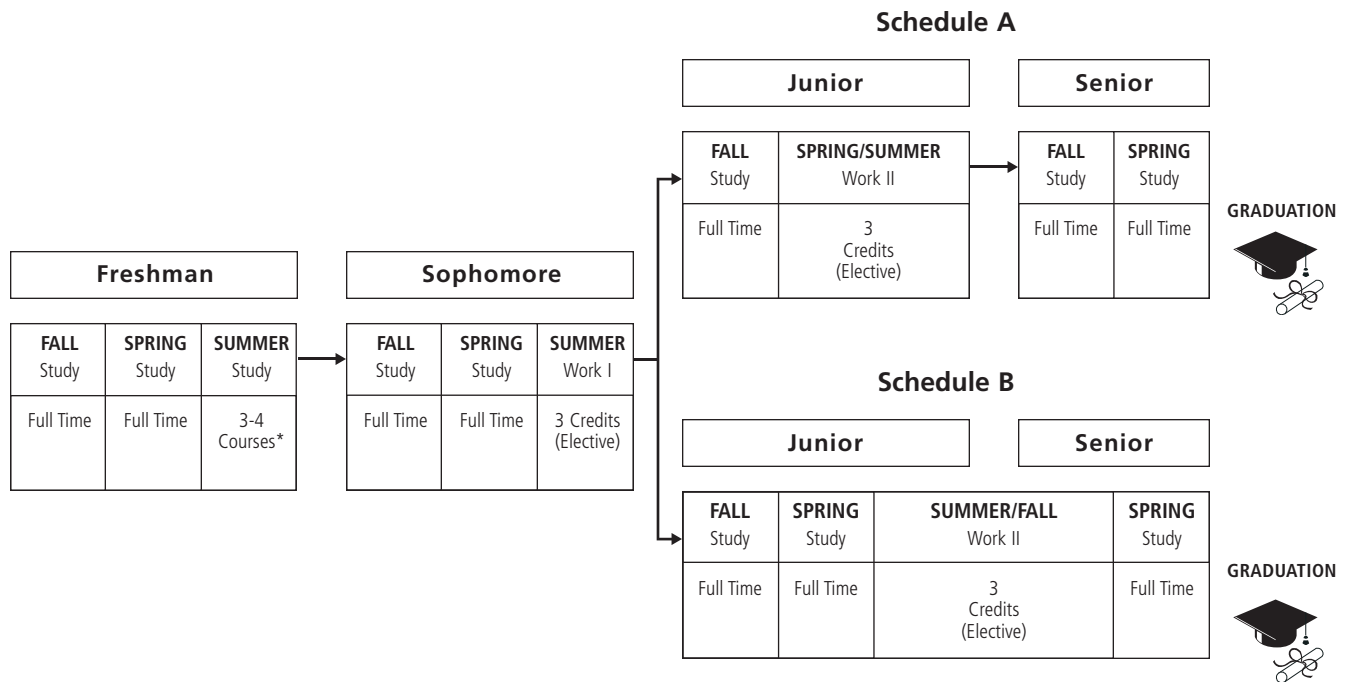 Schedule A
Junior
Senior
FALL
Study
SPRING/SUMMER
Work II
FALL
Study
SPRING
Study
Full Time
3
Credits
(Elective)
Full Time
Full Time
GRADUATION
Freshman
Sophomore
FALL
Study
SPRING
Study
SUMMER
Study
FALL
Study
SPRING
Study
SUMMER
Work I
Full Time
Full Time
3-4
Courses*
Full Time
Full Time
3 Credits
(Elective)
Schedule B
Junior
Senior
FALL
Study
SPRING
Study
SUMMER/FALL
Work II
SPRING
Study
Full Time
Full Time
3
Credits
(Elective)
Full Time
GRADUATION